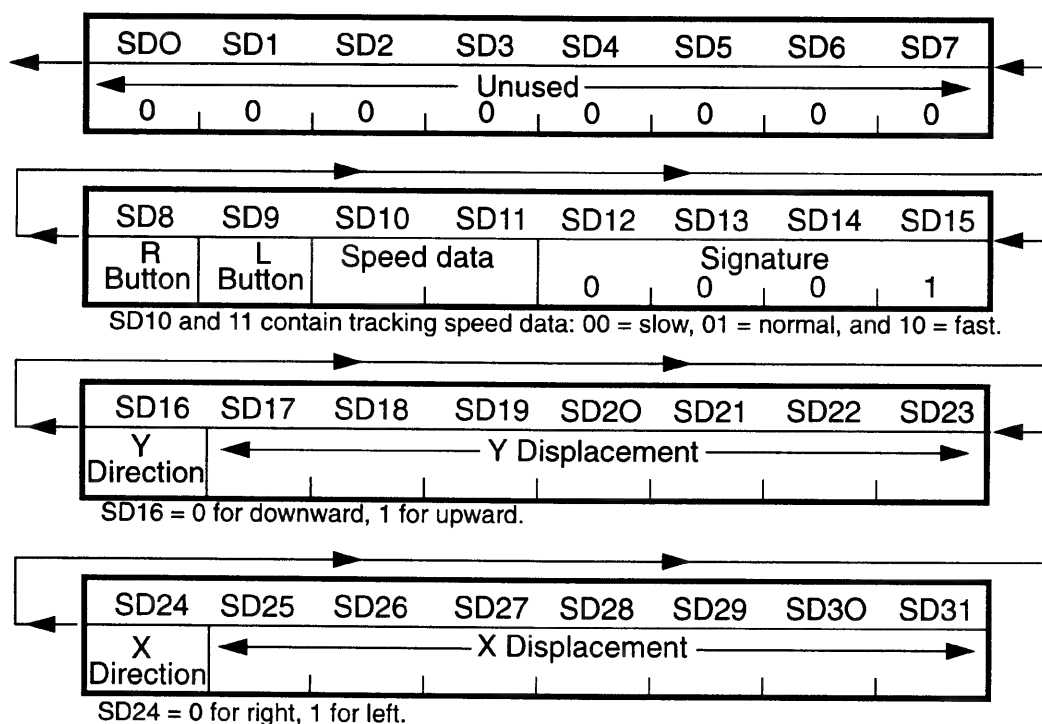 SD0 SD1 SD2 SD3 SD4 SD5 SD6 SD7
Unused
0 0 0 0 0 0 0 0
SD8 SD9 SD10 SD11 SD12 SD13 SD14 SD15
R Button L Button Speed data Signature
0 0 0 1
SD10 and 11 contain tracking speed data: 00 = slow, 01 = normal, and 10 = fast.
SD16 SD17 SD18 SD19 SD20 SD21 SD22 SD23
Y Direction Y Displacement
SD16 = 0 for downward, 1 for upward.
SD24 SD25 SD26 SD27 SD28 SD29 SD30 SD31
X Direction X Displacement
SD24 = 0 for right, 1 for left.